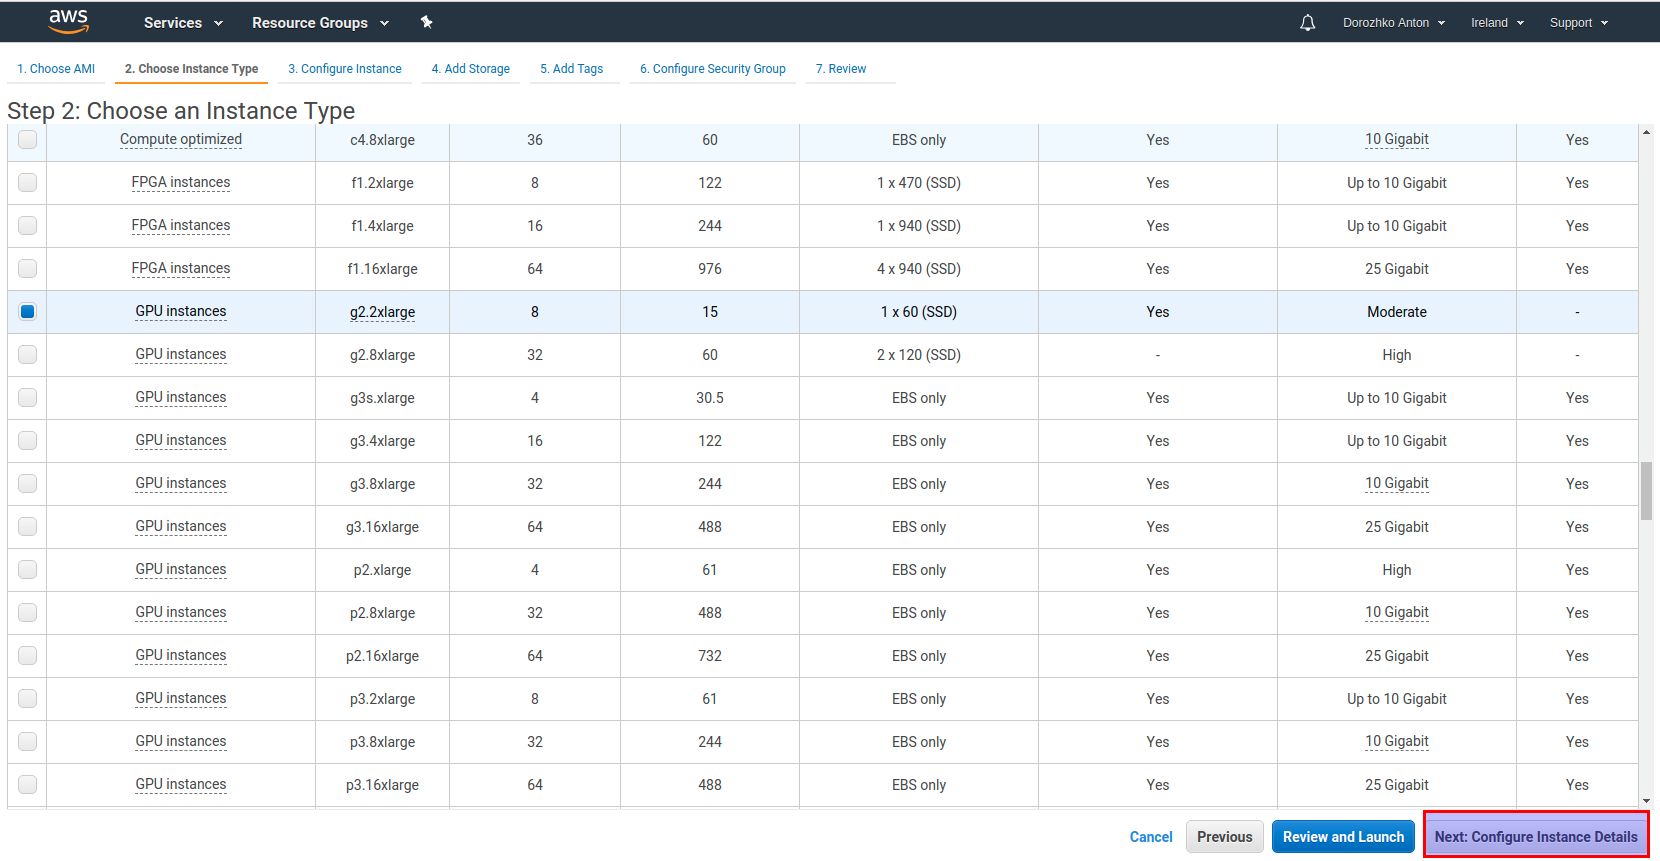 aws Services Resource Groups Dorozhko Anton Ireland Support
1. Choose AMI 2. Choose Instance Type 3. Configure Instance 4. Add Storage 5. Add Tags 6. Configure Security Group 7. Review
Step 2: Choose an Instance Type
Compute optimized c4.8xlarge 36 60 EBS only Yes 10 Gigabit Yes
FPGA instances f1.2xlarge 8 122 1 x 470 (SSD) Yes Up to 10 Gigabit Yes
FPGA instances f1.4xlarge 16 244 1 x 940 (SSD) Yes Up to 10 Gigabit Yes
FPGA instances f1.16xlarge 64 976 4 x 940 (SSD) Yes 25 Gigabit Yes
GPU instances g2.2xlarge 8 15 1 x 60 (SSD) Yes Moderate -
GPU instances g2.8xlarge 32 60 2 x 120 (SSD) - High -
GPU instances g3s.xlarge 4 30.5 EBS only Yes Up to 10 Gigabit Yes
GPU instances g3.4xlarge 16 122 EBS only Yes Up to 10 Gigabit Yes
GPU instances g3.8xlarge 32 244 EBS only Yes 10 Gigabit Yes
GPU instances g3.16xlarge 64 488 EBS only Yes 25 Gigabit Yes
GPU instances p2.xlarge 4 61 EBS only Yes High Yes
GPU instances p2.8xlarge 32 488 EBS only Yes 10 Gigabit Yes
GPU instances p2.16xlarge 64 732 EBS only Yes 25 Gigabit Yes
GPU instances p3.2xlarge 8 61 EBS only Yes Up to 10 Gigabit Yes
GPU instances p3.8xlarge 32 244 EBS only Yes 10 Gigabit Yes
GPU instances p3.16xlarge 64 488 EBS only Yes 25 Gigabit Yes
Cancel Previous Review and Launch Next: Configure Instance Details